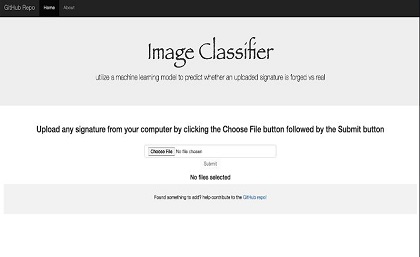 GitHub Repo Home About
Image Classifier
utilize a machine learning model to predict whether an uploaded signature is forged vs real
Upload any signature from your computer by clicking the Choose File button followed by the Submit button
Choose File No file chosen
Submit
No files selected
Found something to add? help contribute to the GitHub repo!